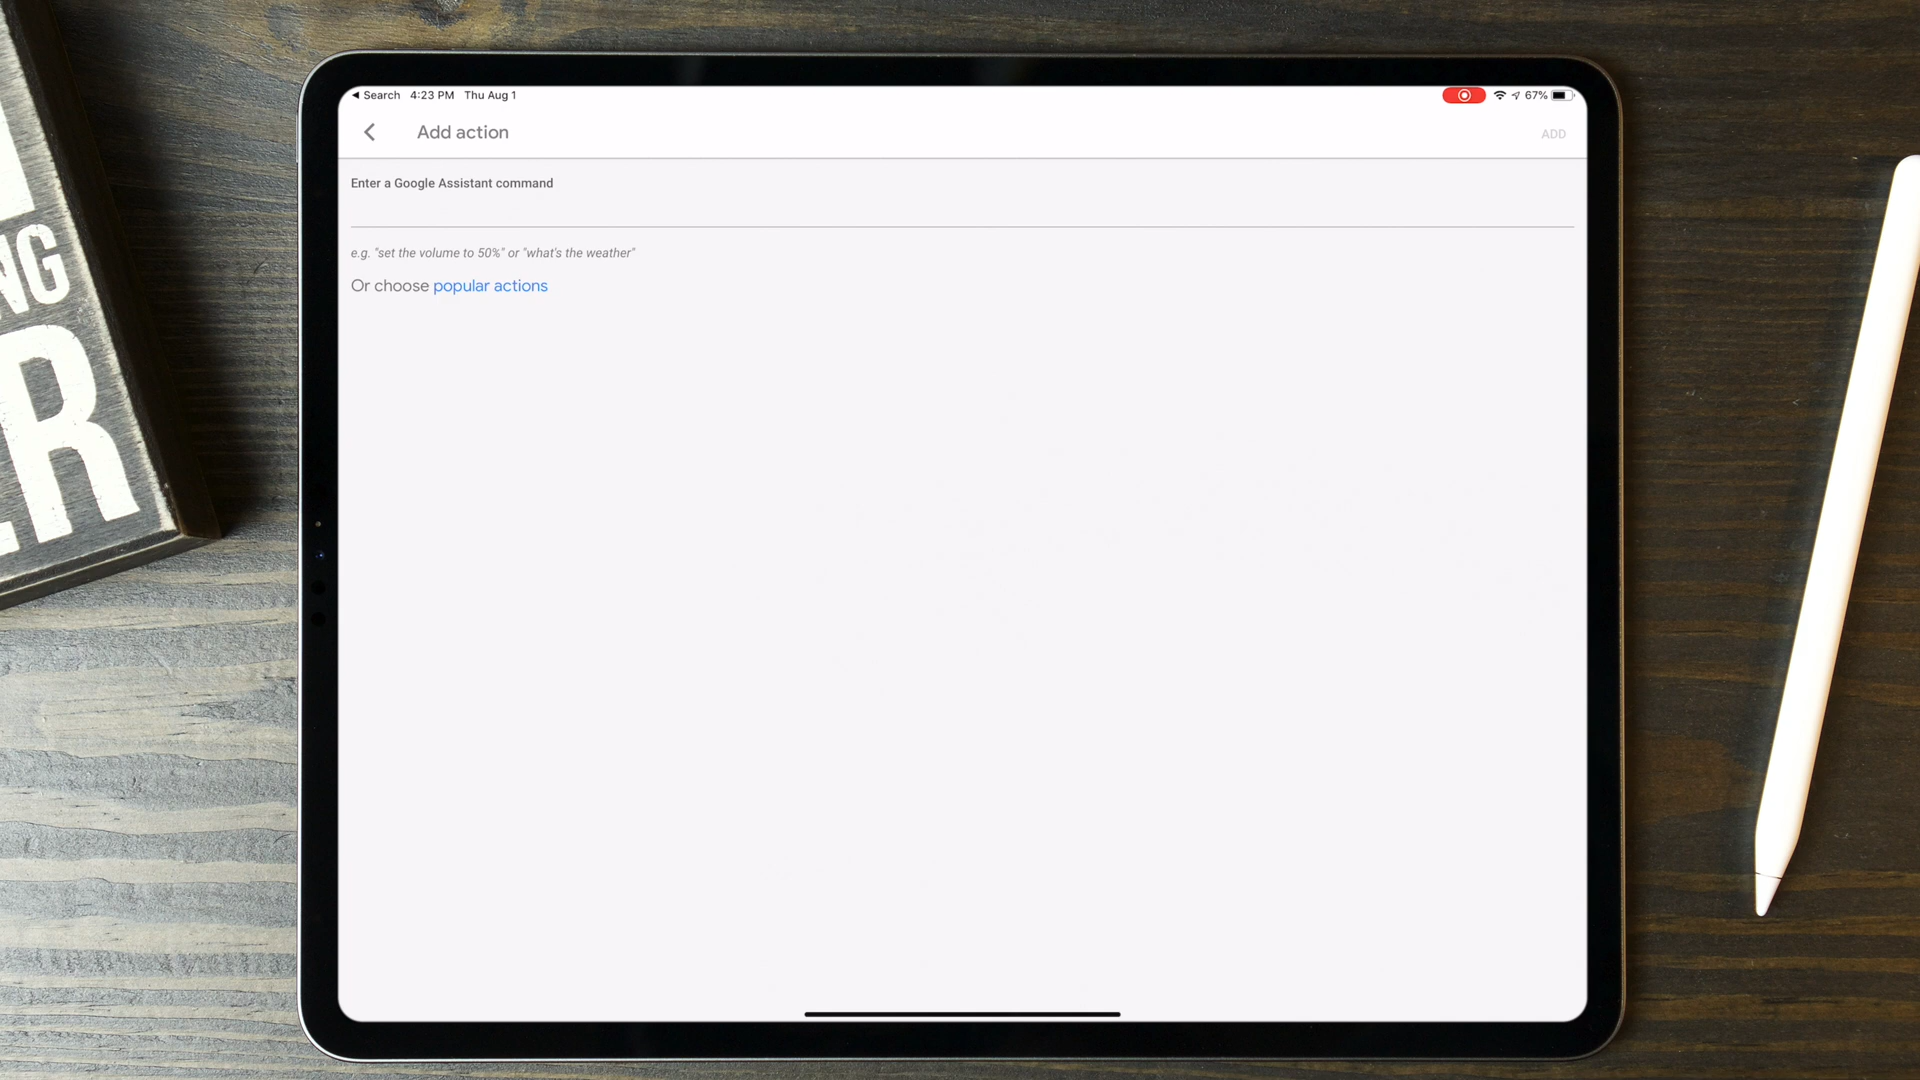 ◀ Search 4:23 PM Thu Aug 1
67%
Add action
ADD
Enter a Google Assistant command
e.g. "set the volume to 50%" or "what's the weather"
Or choose popular actions
NG
ER